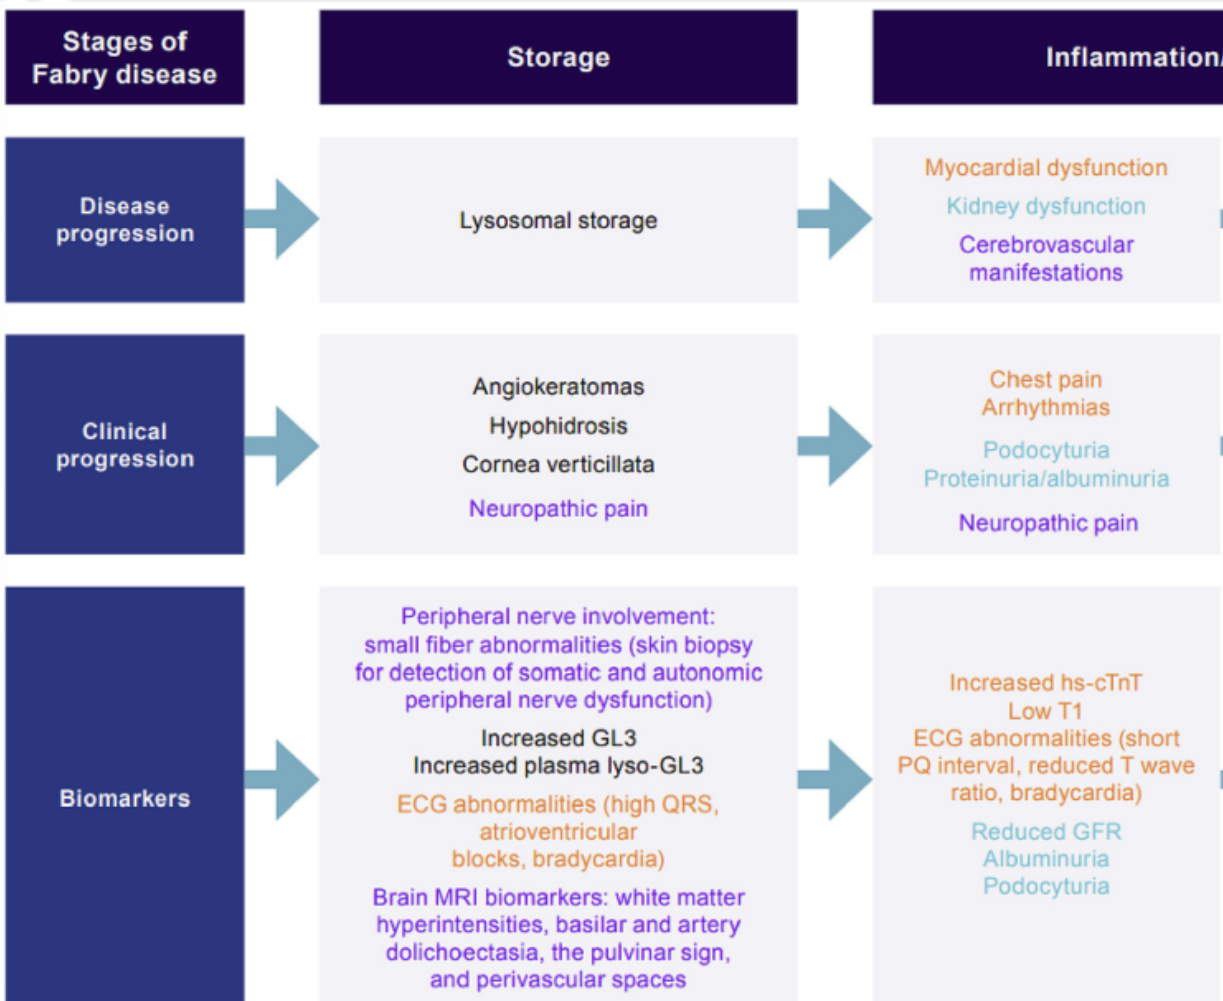 Stages of
Fabry disease
Storage
Inflammation/
Disease
progression
Lysosomal storage
Myocardial dysfunction
Kidney dysfunction
Cerebrovascular
manifestations
Clinical
progression
Angiokeratomas
Hypohidrosis
Cornea verticillata
Neuropathic pain
Chest pain
Arrhythmias
Podocyturia
Proteinuria/albuminuria
Neuropathic pain
Biomarkers
Peripheral nerve involvement:
small fiber abnormalities (skin biopsy
for detection of somatic and autonomic
peripheral nerve dysfunction)
Increased GL3
Increased plasma lyso-GL3
ECG abnormalities (high QRS,
atrioventricular
blocks, bradycardia)
Brain MRI biomarkers: white matter
hyperintensities, basilar and artery
dolichoectasia, the pulvinar sign,
and perivascular spaces
Increased hs-cTnT
Low T1
ECG abnormalities (short
PQ interval, reduced T wave
ratio, bradycardia)
Reduced GFR
Albuminuria
Podocyturia